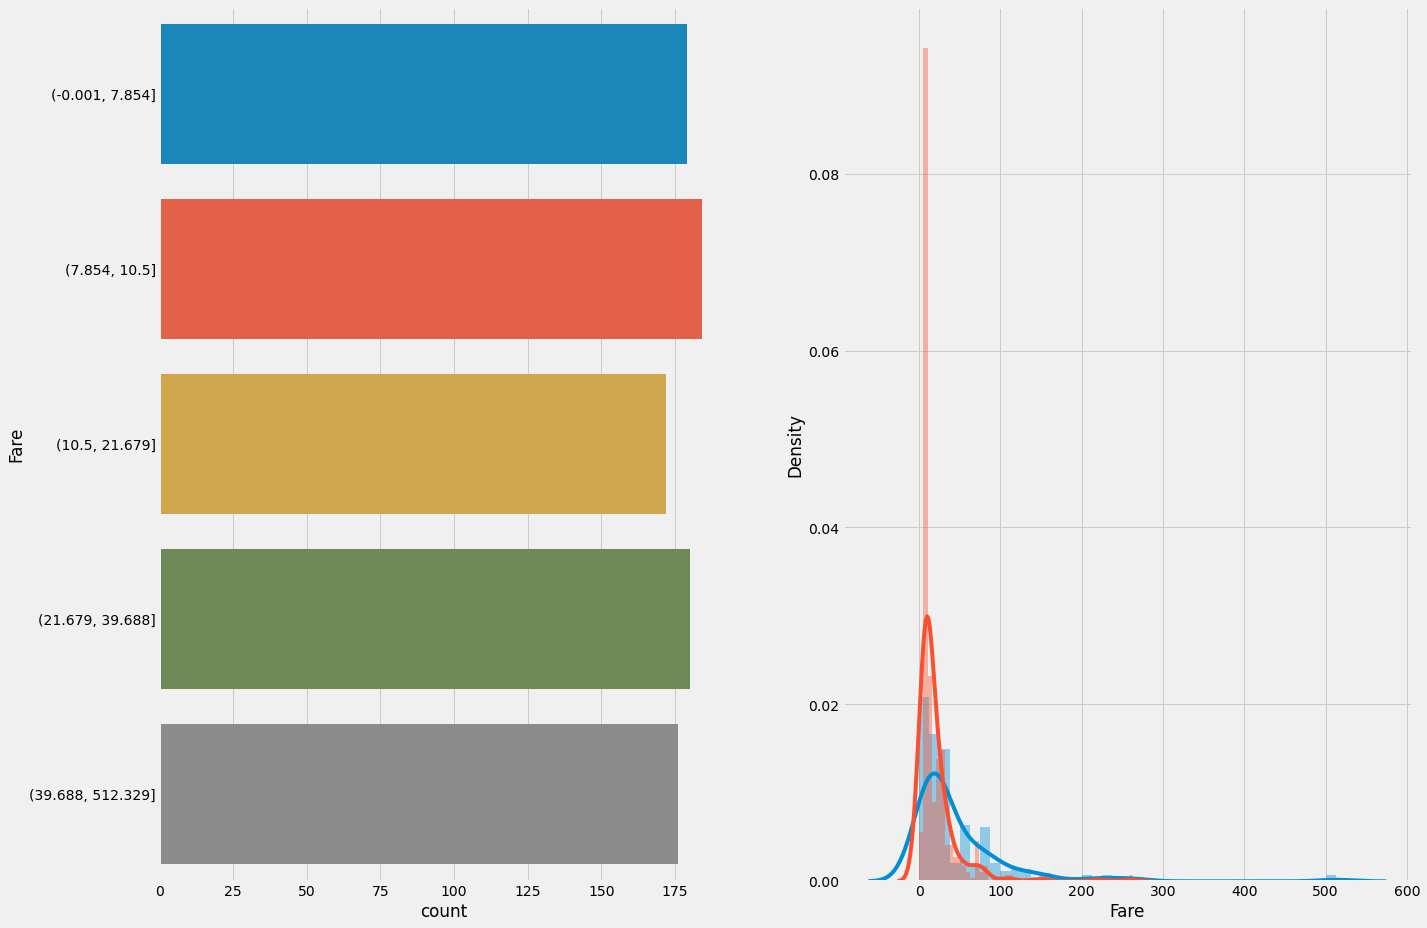 Fare
(-0.001, 7.854]
(7.854, 10.5]
(10.5, 21.679]
(21.679, 39.688]
(39.688, 512.329]
0 25 50 75 100 125 150 175
count
Density
0.08
0.06
0.04
0.02
0.00
0 100 200 300 400 500 600
Fare